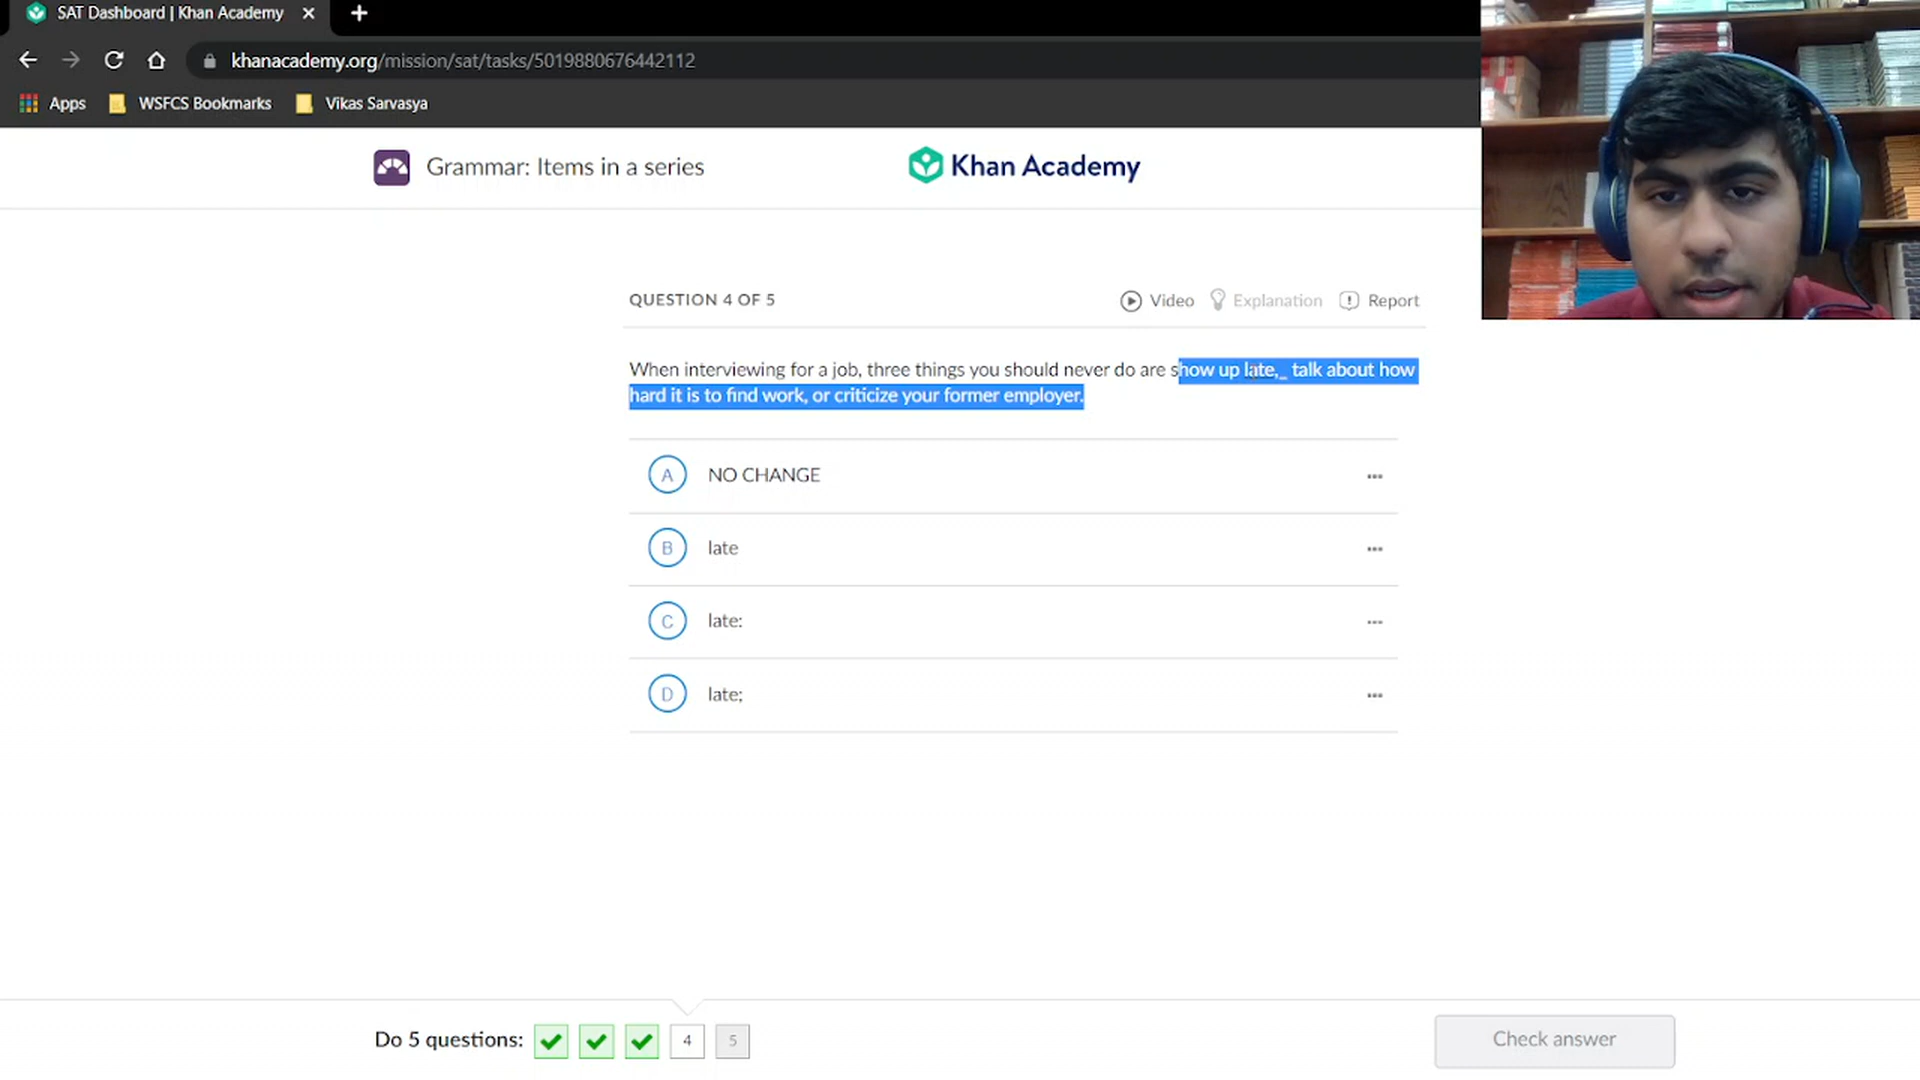 SAT Dashboard | Khan Academy
khanacademy.org/mission/sat/tasks/5019880676442112
Apps WSFCS Bookmarks Vikas Sarvasya
Grammar: Items in a series Khan Academy
QUESTION 4 OF 5 Video Explanation Report
When interviewing for a job, three things you should never do are show up late,_ talk about how
hard it is to find work, or criticize your former employer.
A NO CHANGE
B late
C late:
D late;
Do 5 questions: 4 5 Check answer